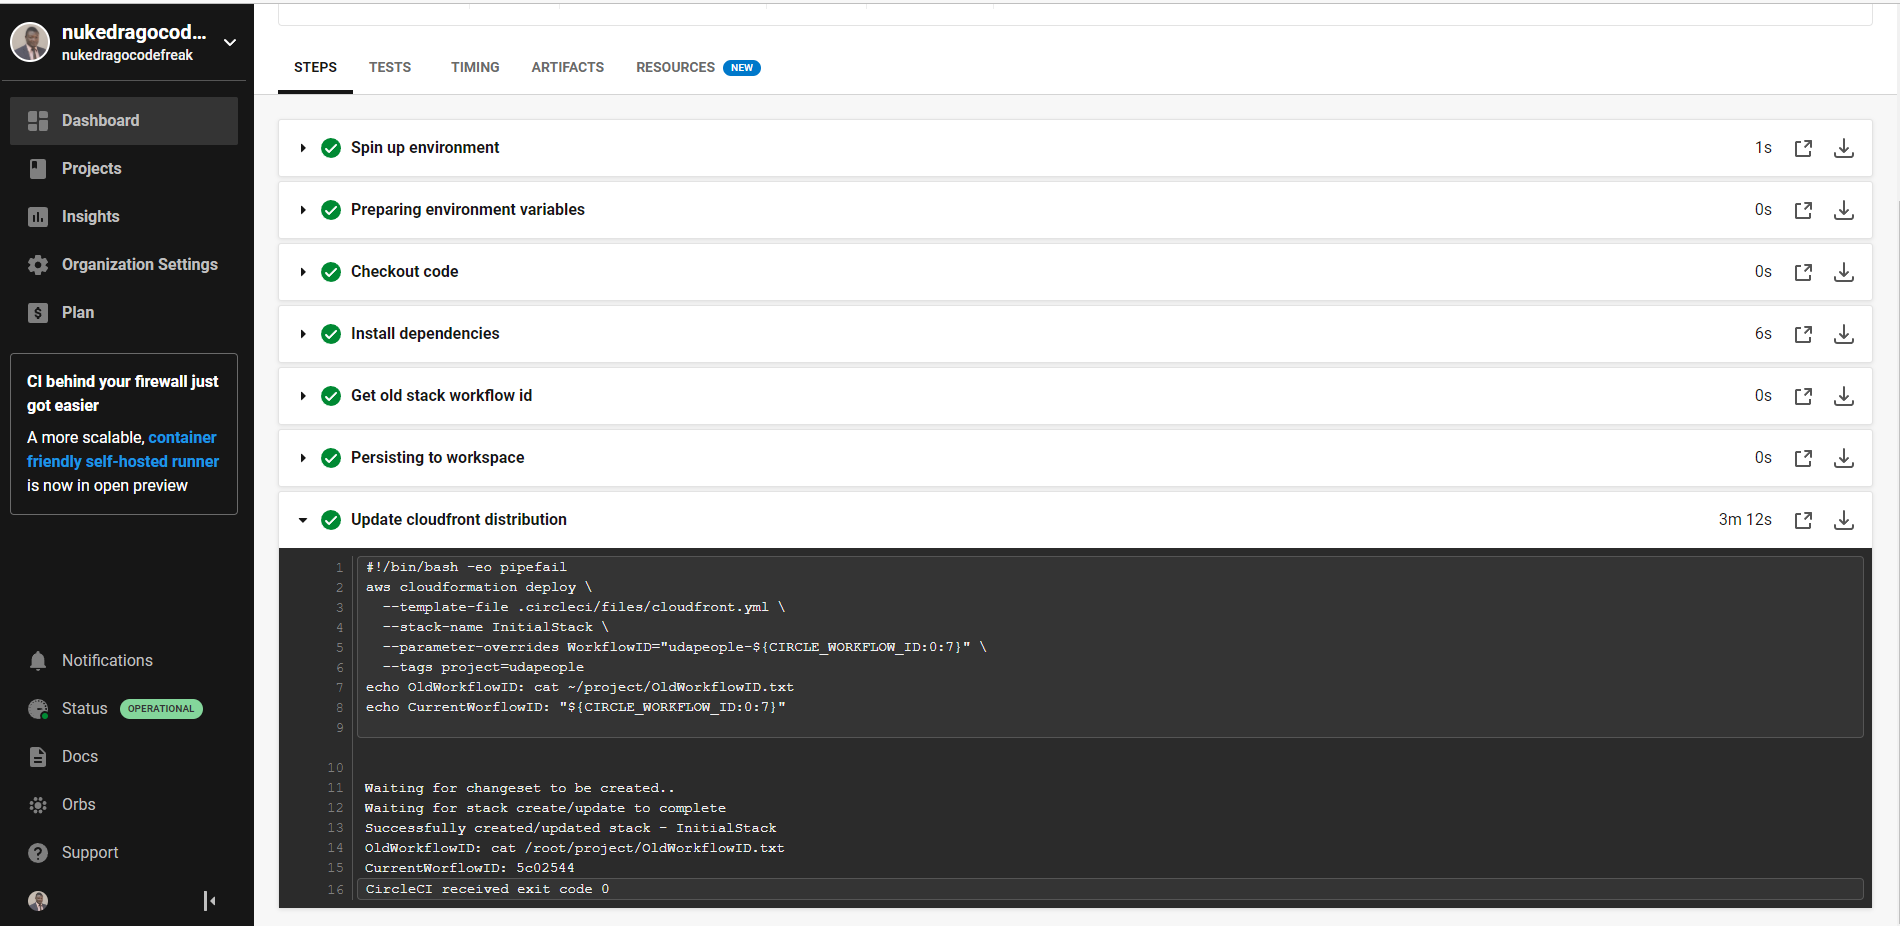 nukedragocod...
nukedragocodefreak
Dashboard
Projects
Insights
Organization Settings
Plan
CI behind your firewall just
got easier
A more scalable, container
friendly self-hosted runner
is now in open preview
Notifications
Status OPERATIONAL
Docs
Orbs
Support
STEPS TESTS TIMING ARTIFACTS RESOURCES NEW
Spin up environment 1s
Preparing environment variables 0s
Checkout code 0s
Install dependencies 6s
Get old stack workflow id 0s
Persisting to workspace 0s
Update cloudfront distribution 3m 12s
1 #!/bin/bash -eo pipefail
2 aws cloudformation deploy \
3 --template-file .circleci/files/cloudfront.yml \
4 --stack-name InitialStack \
5 --parameter-overrides WorkflowID="udapeople-${CIRCLE_WORKFLOW_ID:0:7}" \
6 --tags project=udapeople
7 echo OldWorkflowID: cat ~/project/OldWorkflowID.txt
8 echo CurrentWorflowID: "${CIRCLE_WORKFLOW_ID:0:7}"
9
10
11 Waiting for changeset to be created..
12 Waiting for stack create/update to complete
13 Successfully created/updated stack - InitialStack
14 OldWorkflowID: cat /root/project/OldWorkflowID.txt
15 CurrentWorflowID: 5c02544
16 CircleCI received exit code 0